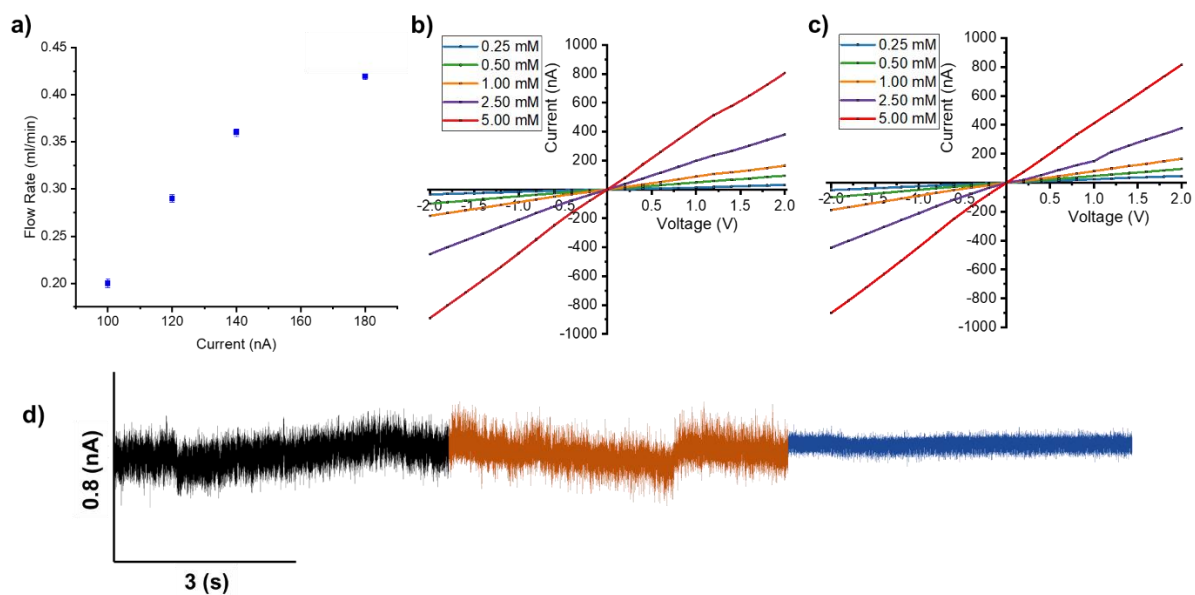 a)
Flow Rate (ml/min)
0.45
0.40
0.35
0.30
0.25
0.20
100 120 140 160 180
Current (nA)
b)
0.25 mM
0.50 mM
1.00 mM
2.50 mM
5.00 mM
Current (nA)
1000
800
600
400
200
-2.0 -1.5 -1.0 0.5 0.5 1.0 1.5 2.0
Voltage (V)
-200
-400
-600
-800
-1000
c)
0.25 mM
0.50 mM
1.00 mM
2.50 mM
5.00 mM
Current (nA)
1000
800
600
400
200
-2.0 -1.5 -1.0 0.5 0.5 1.0 1.5 2.0
Voltage (V)
-200
-400
-600
-800
-1000
d)
0.8 (nA)
3 (s)